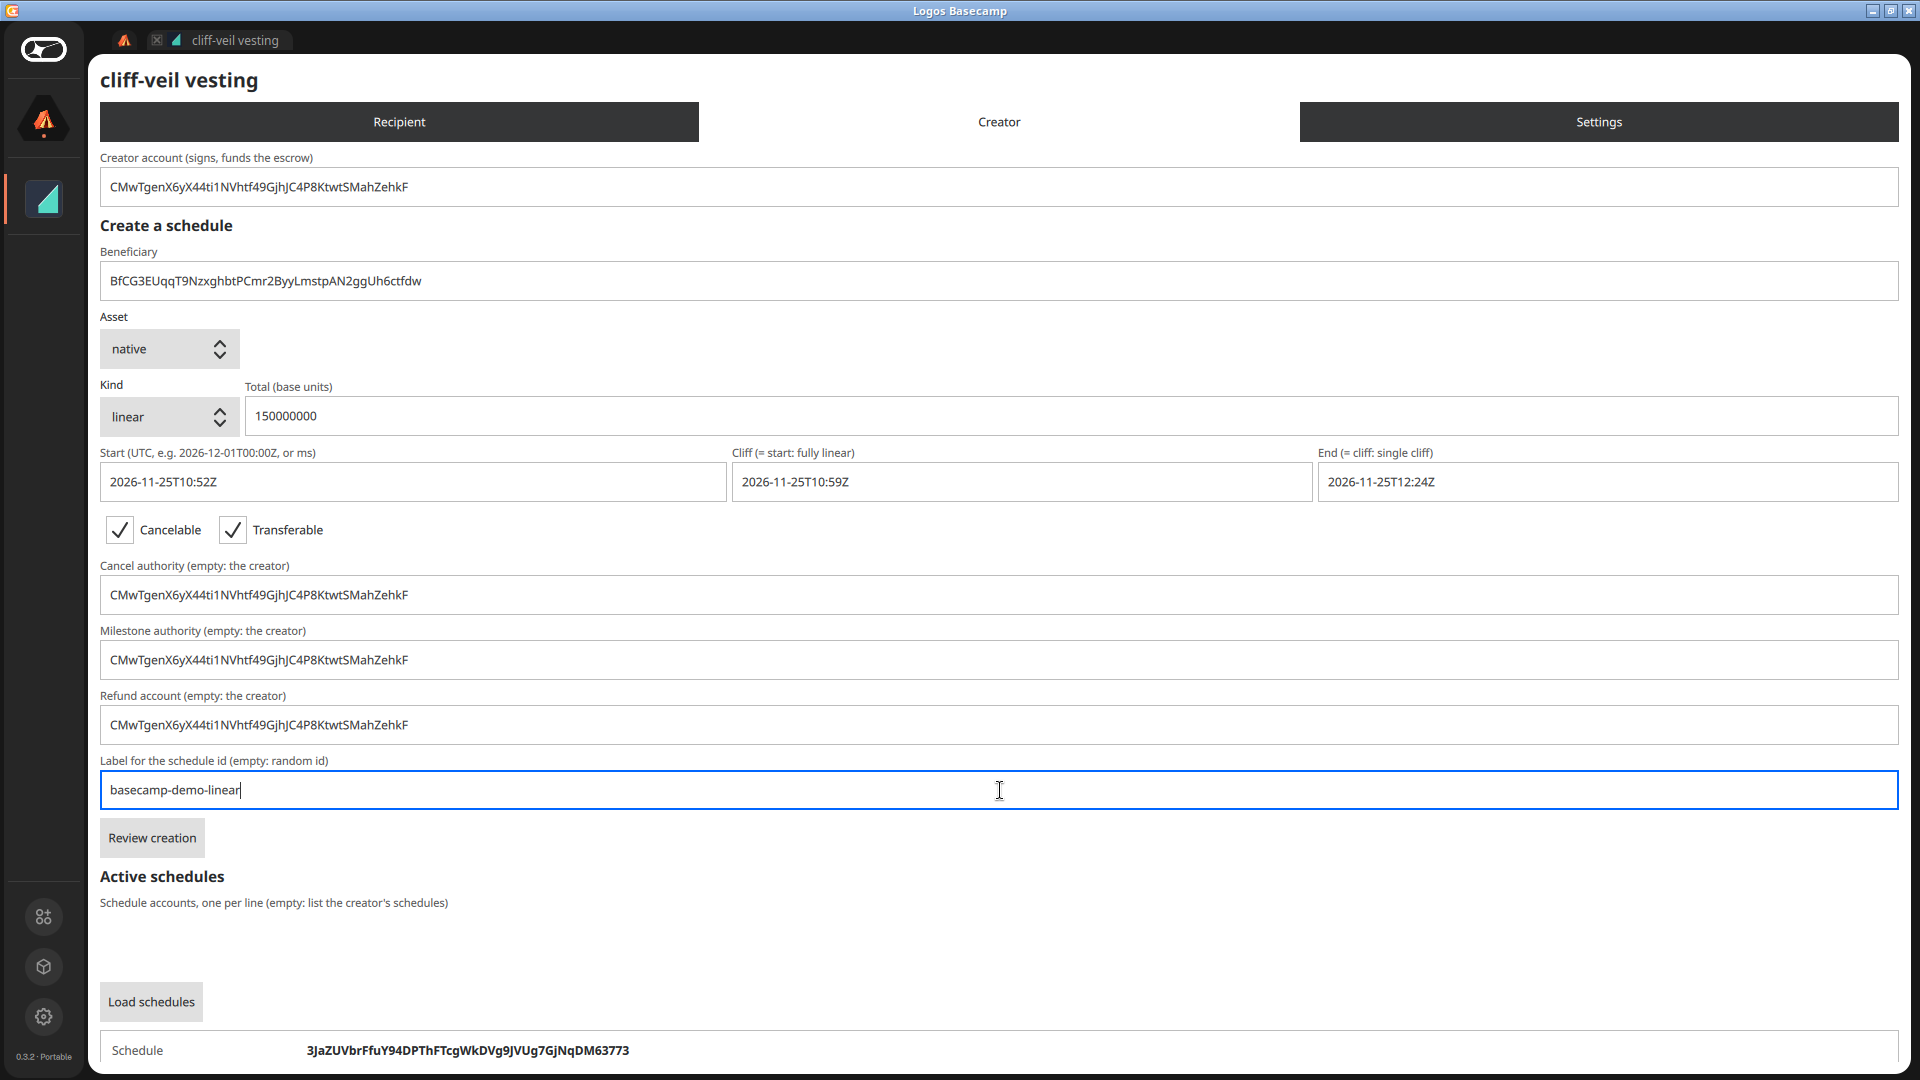 Logos Basecamp
cliff-veil vesting
cliff-veil vesting
Recipient
Creator
Settings
Creator account (signs, funds the escrow)
CMwTgenX6yX44ti1NVhtf49GjhJC4P8KtwtSMahZehkF
Create a schedule
Beneficiary
BfCG3EUqqT9NzxghbtPCmr2ByyLmstpAN2ggUh6ctfdw
Asset
native
Kind
Total (base units)
linear
150000000
Start (UTC, e.g. 2026-12-01T00:00Z, or ms)
Cliff (= start: fully linear)
End (= cliff: single cliff)
2026-11-25T10:52Z
2026-11-25T10:59Z
2026-11-25T12:24Z
Cancelable
Transferable
Cancel authority (empty: the creator)
CMwTgenX6yX44ti1NVhtf49GjhJC4P8KtwtSMahZehkF
Milestone authority (empty: the creator)
CMwTgenX6yX44ti1NVhtf49GjhJC4P8KtwtSMahZehkF
Refund account (empty: the creator)
CMwTgenX6yX44ti1NVhtf49GjhJC4P8KtwtSMahZehkF
Label for the schedule id (empty: random id)
basecamp-demo-linear
Review creation
Active schedules
Schedule accounts, one per line (empty: list the creator's schedules)
Load schedules
Schedule
3JaZUVbrFfuY94DPThFTcgWkDVg9JVUg7GjNqDM63773
0.3.2 · Portable